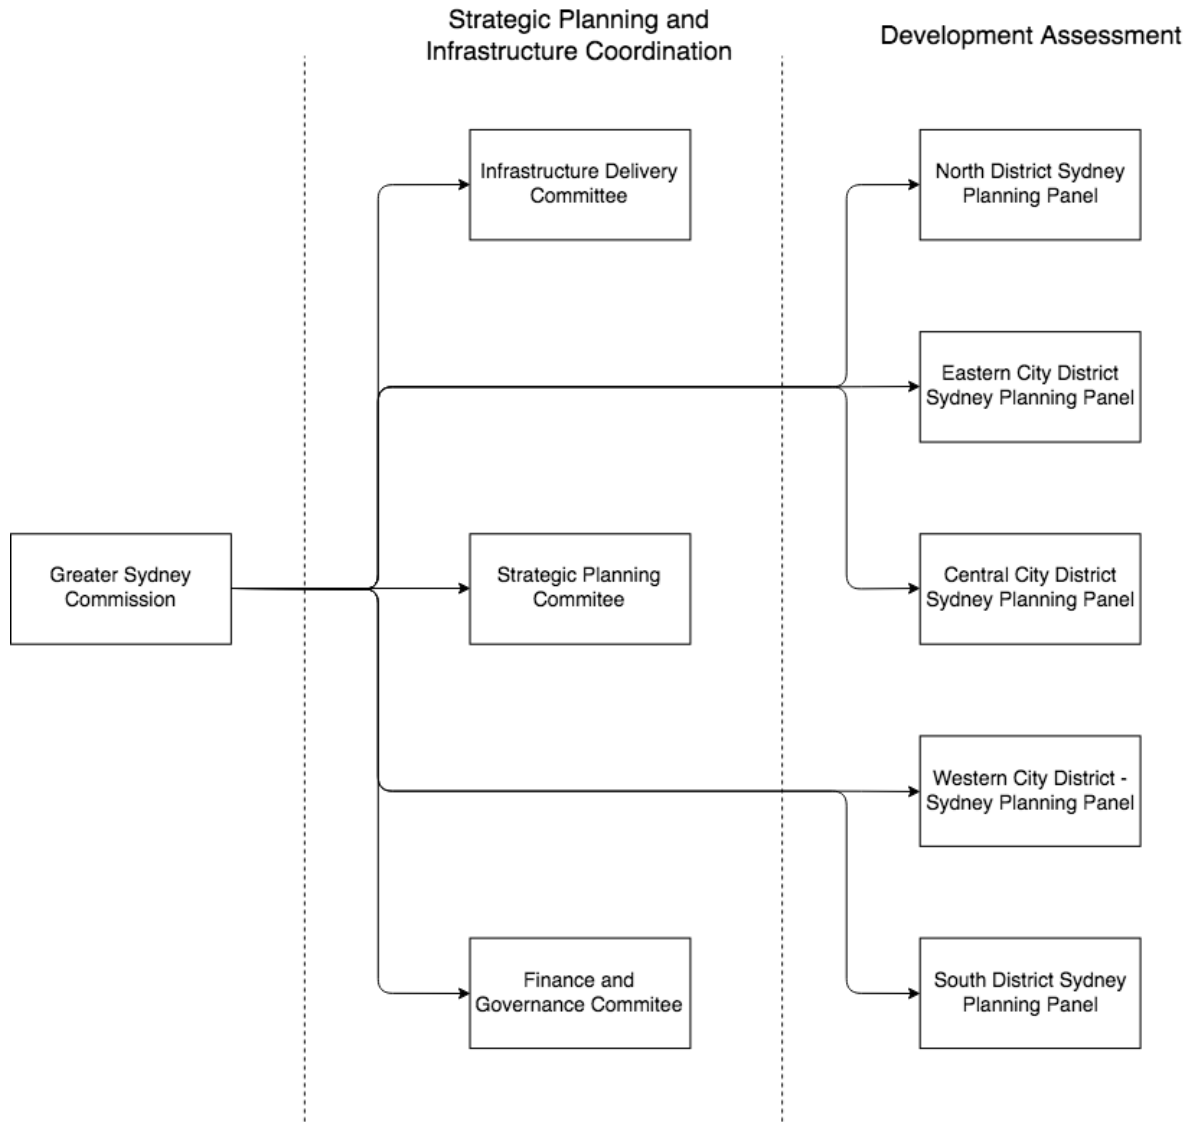 Strategic Planning and
Infrastructure Coordination
Development Assessment
Infrastructure Delivery
Committee
North District Sydney
Planning Panel
Eastern City District
Sydney Planning Panel
Greater Sydney
Commission
Strategic Planning
Commitee
Central City District
Sydney Planning Panel
Western City District -
Sydney Planning Panel
Finance and
Governance Commitee
South District Sydney
Planning Panel